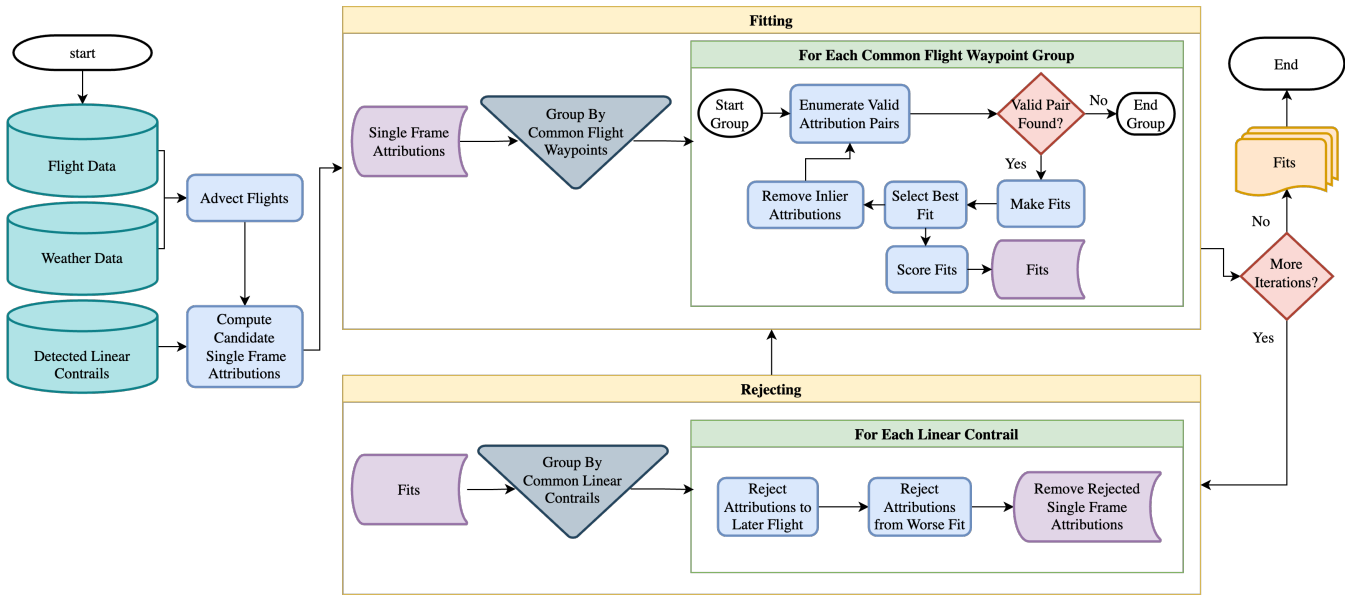 start
Flight Data
Weather Data
Detected Linear
Contrails
Advect Flights
Compute
Candidate
Single Frame
Attributions
Fitting
Single Frame
Attributions
Group By
Common Flight
Waypoints
For Each Common Flight Waypoint Group
Start
Group
Enumerate Valid
Attribution Pairs
Valid Pair
Found?
No
End
Group
Yes
Make Fits
Select Best
Fit
Remove Inlier
Attributions
Score Fits
Fits
Rejecting
Fits
Group By
Common Linear
Contrails
For Each Linear Contrail
Reject
Attributions to
Later Flight
Reject
Attributions
from Worse Fit
Remove Rejected
Single Frame
Attributions
End
Fits
No
More
Iterations?
Yes